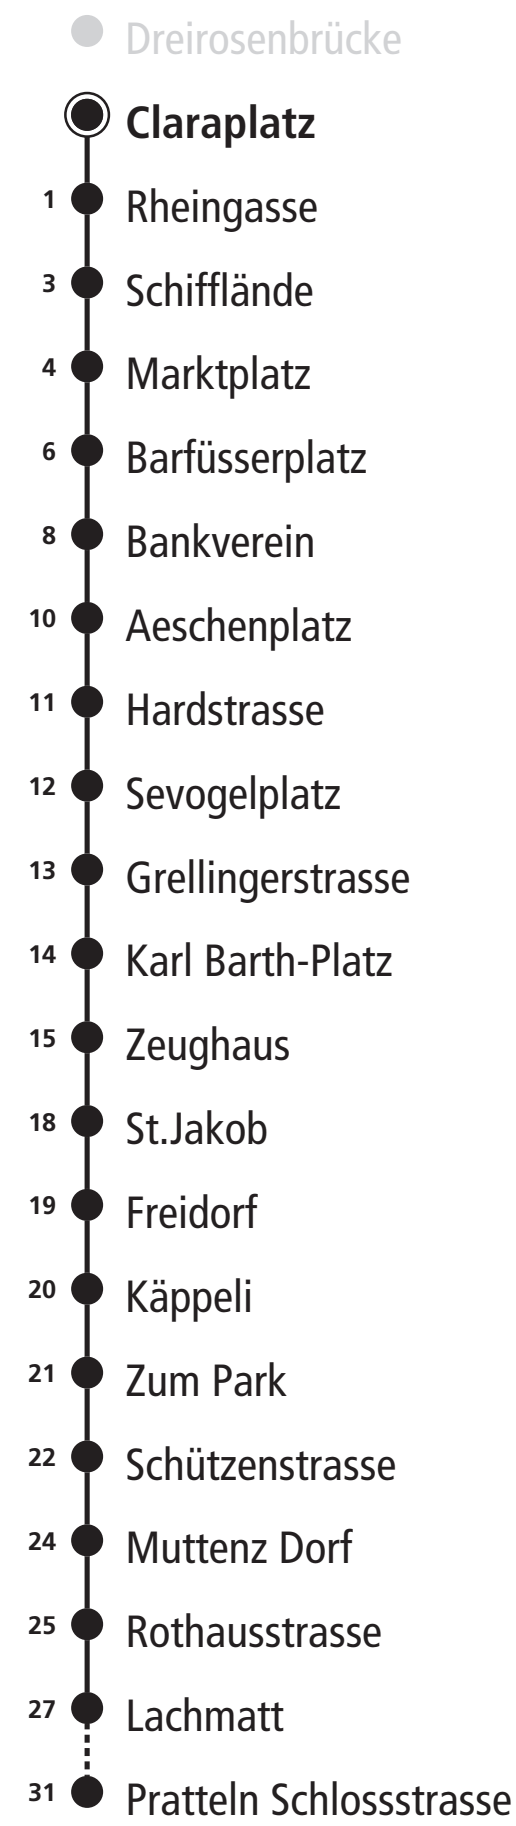 Dreirosenbrücke
Claraplatz
1 Rheingasse
3 Schifflände
4 Marktplatz
6 Barfüsserplatz
8 Bankverein
10 Aeschenplatz
11 Hardstrasse
12 Sevogelplatz
13 Grellingerstrasse
14 Karl Barth-Platz
15 Zeughaus
18 St.Jakob
19 Freidorf
20 Käppeli
21 Zum Park
22 Schützenstrasse
24 Muttenz Dorf
25 Rothausstrasse
27 Lachmatt
31 Pratteln Schlossstrasse